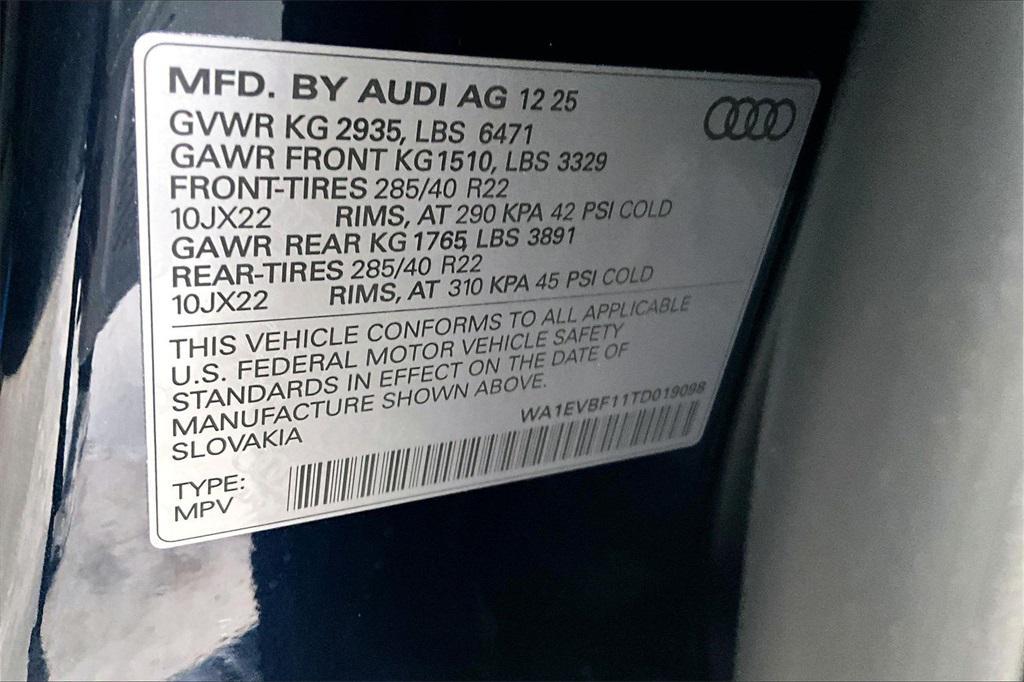 MFD. BY AUDI AG 12 25
GVWR KG 2935, LBS 6471
GAWR FRONT KG1510, LBS 3329
FRONT-TIRES 285/40 R22
10JX22 RIMS, AT 290 KPA 42 PSI COLD
GAWR REAR KG 1765, LBS 3891
REAR-TIRES 285/40 R22
10JX22 RIMS, AT 310 KPA 45 PSI COLD
THIS VEHICLE CONFORMS TO ALL APPLICABLE
U.S. FEDERAL MOTOR VEHICLE SAFETY
STANDARDS IN EFFECT ON THE DATE OF
MANUFACTURE SHOWN ABOVE.
SLOVAKIA
WA1EVBF11TD019098
TYPE:
MPV